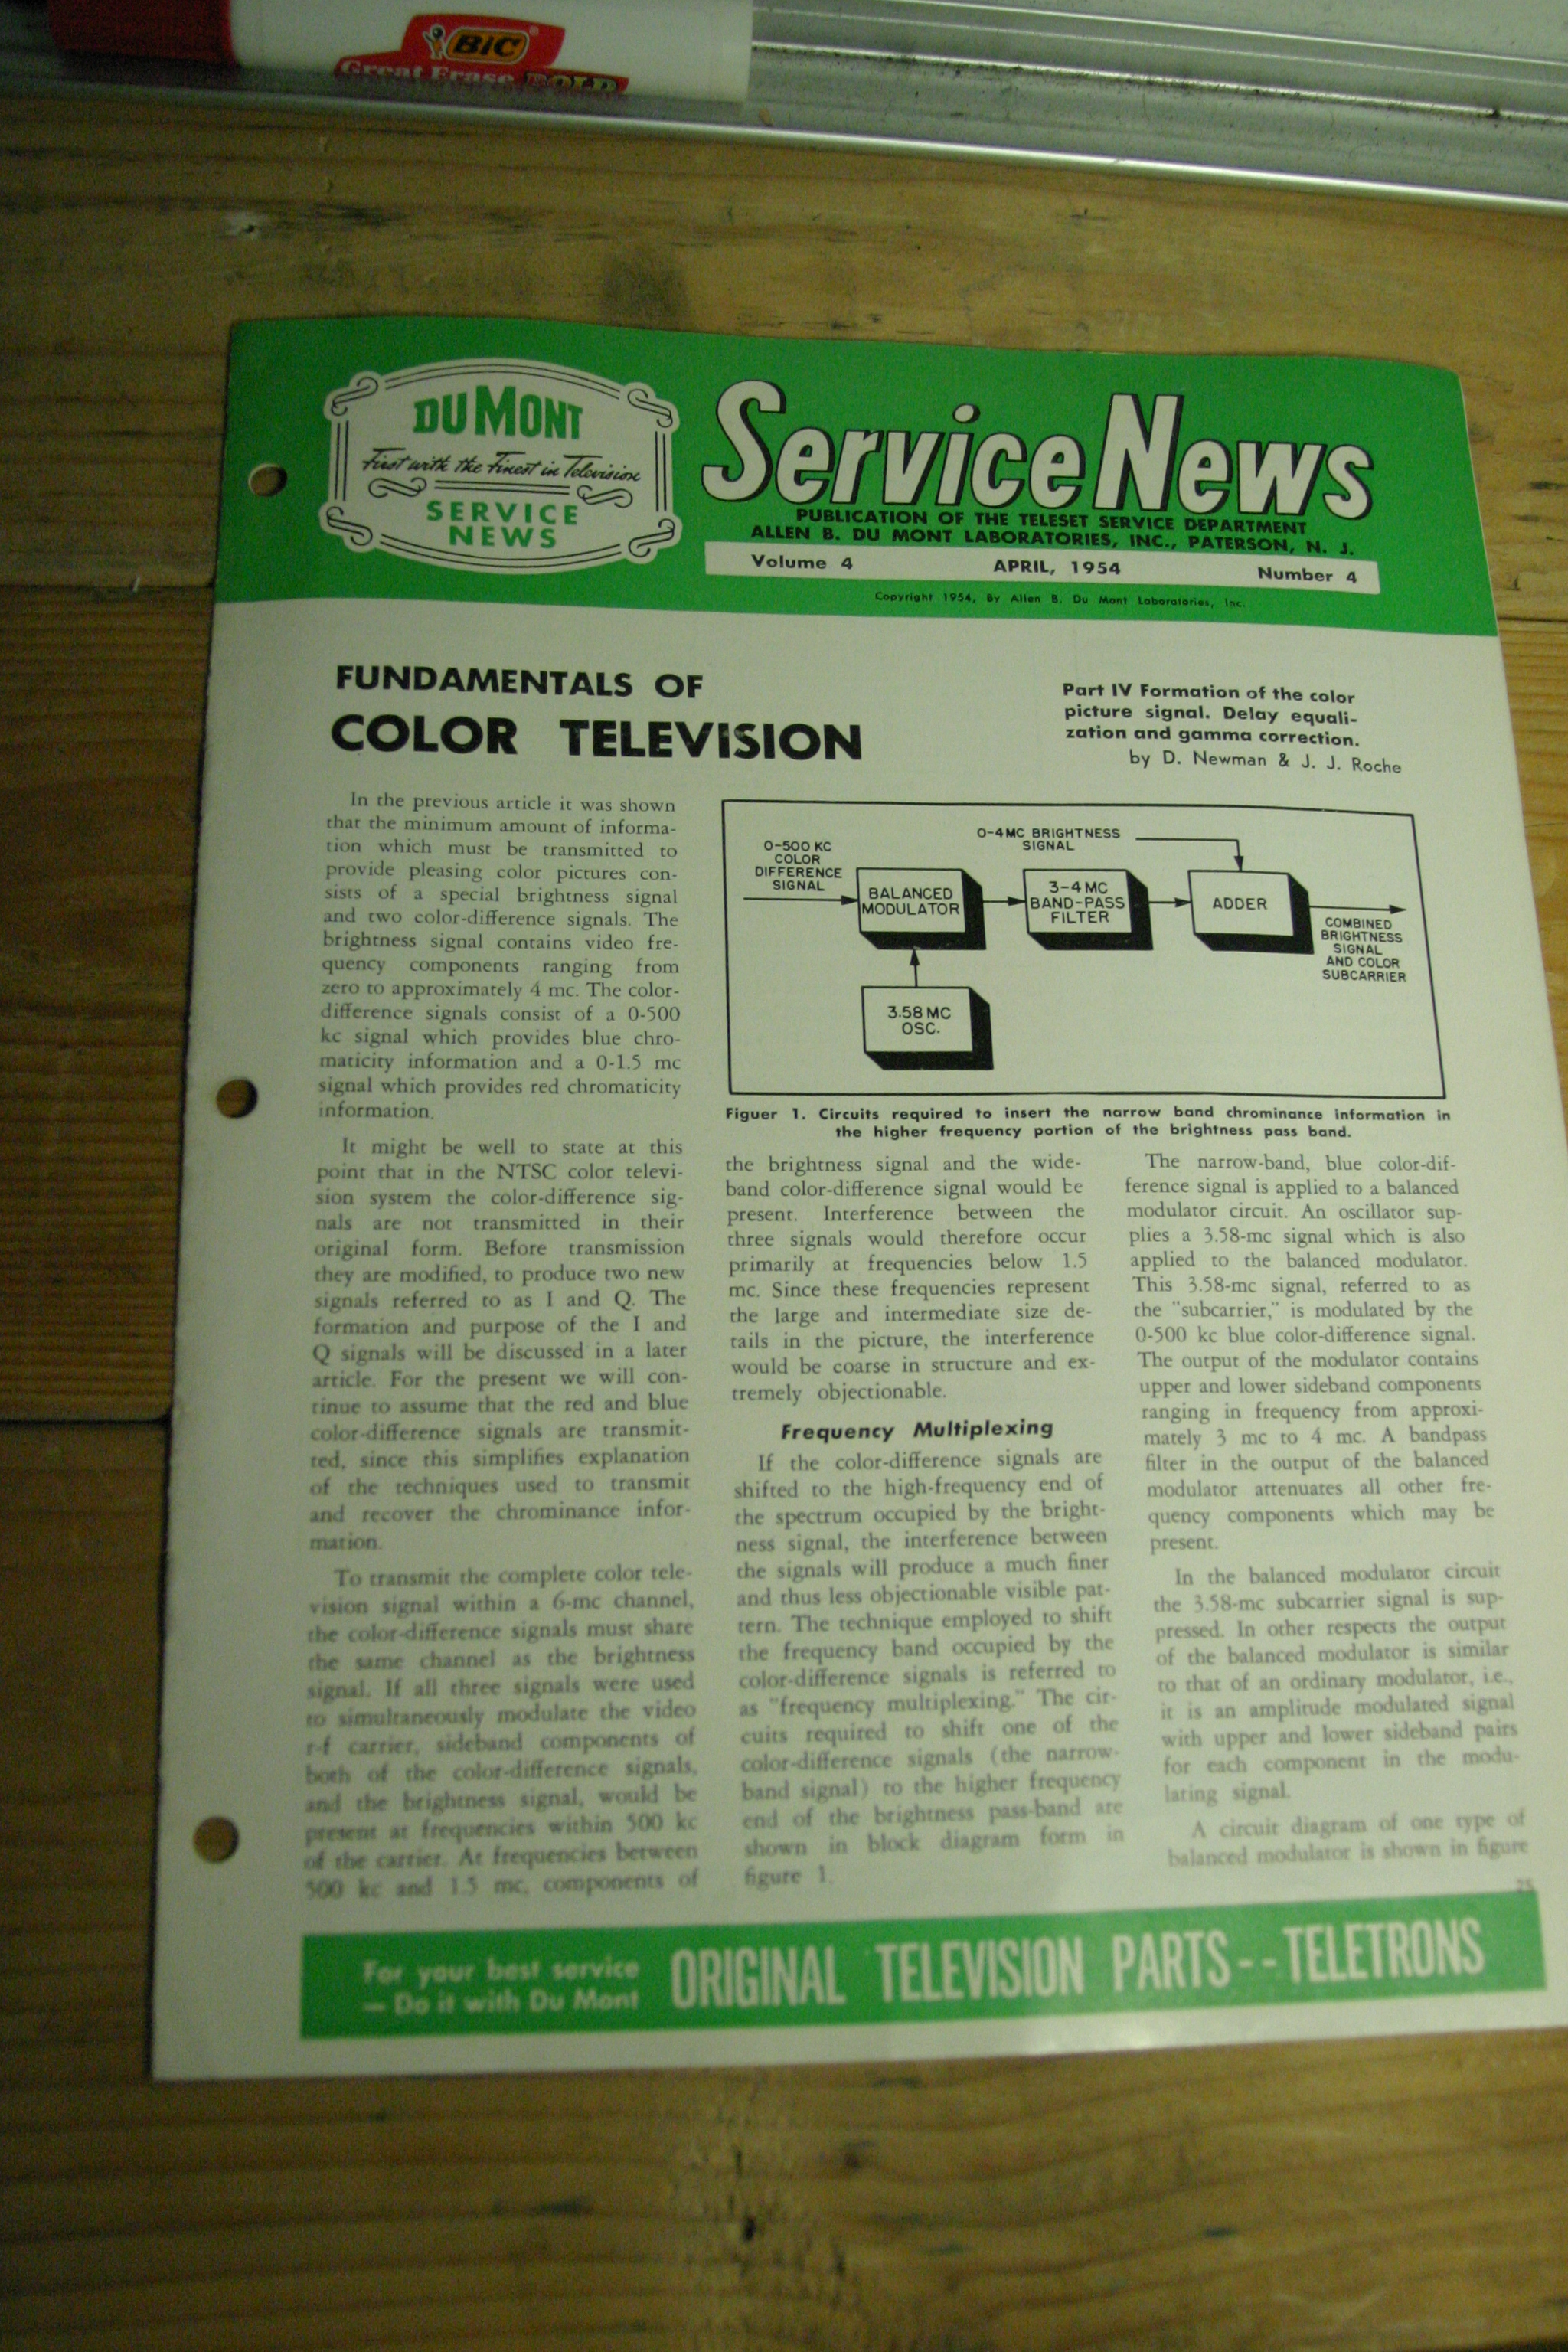 BIC
Great Erase BOLD
DUMONT
First with the Finest in Television
SERVICE
NEWS
Service News
PUBLICATION OF THE TELESET SERVICE DEPARTMENT
ALLEN B. DU MONT LABORATORIES, INC., PATERSON, N. J.
Volume 4 APRIL, 1954 Number 4
Copyright 1954, By Allen B. Du Mont Laboratories, Inc.
FUNDAMENTALS OF
COLOR TELEVISION
Part IV Formation of the color
picture signal. Delay equali-
zation and gamma correction.
by D. Newman & J. J. Roche
In the previous article it was shown
that the minimum amount of informa-
tion which must be transmitted to
provide pleasing color pictures con-
sists of a special brightness signal
and two color-difference signals. The
brightness signal contains video fre-
quency components ranging from
zero to approximately 4 mc. The color-
difference signals consist of a 0-500
kc signal which provides blue chro-
maticity information and a 0-1.5 mc
signal which provides red chromaticity
information.
It might be well to state at this
point that in the NTSC color televi-
sion system the color-difference sig-
nals are not transmitted in their
original form. Before transmission
they are modified, to produce two new
signals referred to as I and Q. The
formation and purpose of the I and
Q signals will be discussed in a later
article. For the present we will con-
tinue to assume that the red and blue
color-difference signals are transmit-
ted, since this simplifies explanation
of the techniques used to transmit
and recover the chrominance infor-
mation.
To transmit the complete color tele-
vision signal within a 6-mc channel,
the color-difference signals must share
the same channel as the brightness
signal. If all three signals were used
to simultaneously modulate the video
r-f carrier, sideband components of
both of the color-difference signals,
and the brightness signal, would be
present at frequencies within 500 kc
of the carrier. At frequencies between
500 kc and 1.5 mc, components of
0-500 KC
COLOR
DIFFERENCE
SIGNAL
0-4MC BRIGHTNESS
SIGNAL
BALANCED
MODULATOR
3-4 MC
BAND-PASS
FILTER
ADDER
COMBINED
BRIGHTNESS
SIGNAL
AND COLOR
SUBCARRIER
3.58 MC
OSC.
Figuer 1. Circuits required to insert the narrow band chrominance information in
the higher frequency portion of the brightness pass band.
the brightness signal and the wide-
band color-difference signal would be
present. Interference between the
three signals would therefore occur
primarily at frequencies below 1.5
mc. Since these frequencies represent
the large and intermediate size de-
tails in the picture, the interference
would be coarse in structure and ex-
tremely objectionable.
Frequency Multiplexing
If the color-difference signals are
shifted to the high-frequency end of
the spectrum occupied by the bright-
ness signal, the interference between
the signals will produce a much finer
and thus less objectionable visible pat-
tern. The technique employed to shift
the frequency band occupied by the
color-difference signals is referred to
as "frequency multiplexing." The cir-
cuits required to shift one of the
color-difference signals (the narrow-
band signal) to the higher frequency
end of the brightness pass-band are
shown in block diagram form in
figure 1.
The narrow-band, blue color-dif-
ference signal is applied to a balanced
modulator circuit. An oscillator sup-
plies a 3.58-mc signal which is also
applied to the balanced modulator.
This 3.58-mc signal, referred to as
the "subcarrier," is modulated by the
0-500 kc blue color-difference signal.
The output of the modulator contains
upper and lower sideband components
ranging in frequency from approxi-
mately 3 mc to 4 mc. A bandpass
filter in the output of the balanced
modulator attenuates all other fre-
quency components which may be
present.
In the balanced modulator circuit
the 3.58-mc subcarrier signal is sup-
pressed. In other respects the output
of the balanced modulator is similar
to that of an ordinary modulator, i.e.,
it is an amplitude modulated signal
with upper and lower sideband pairs
for each component in the modu-
lating signal.
A circuit diagram of one type of
balanced modulator is shown in figure
25
For your best service
— Do it with Du Mont
ORIGINAL TELEVISION PARTS--TELETRONS